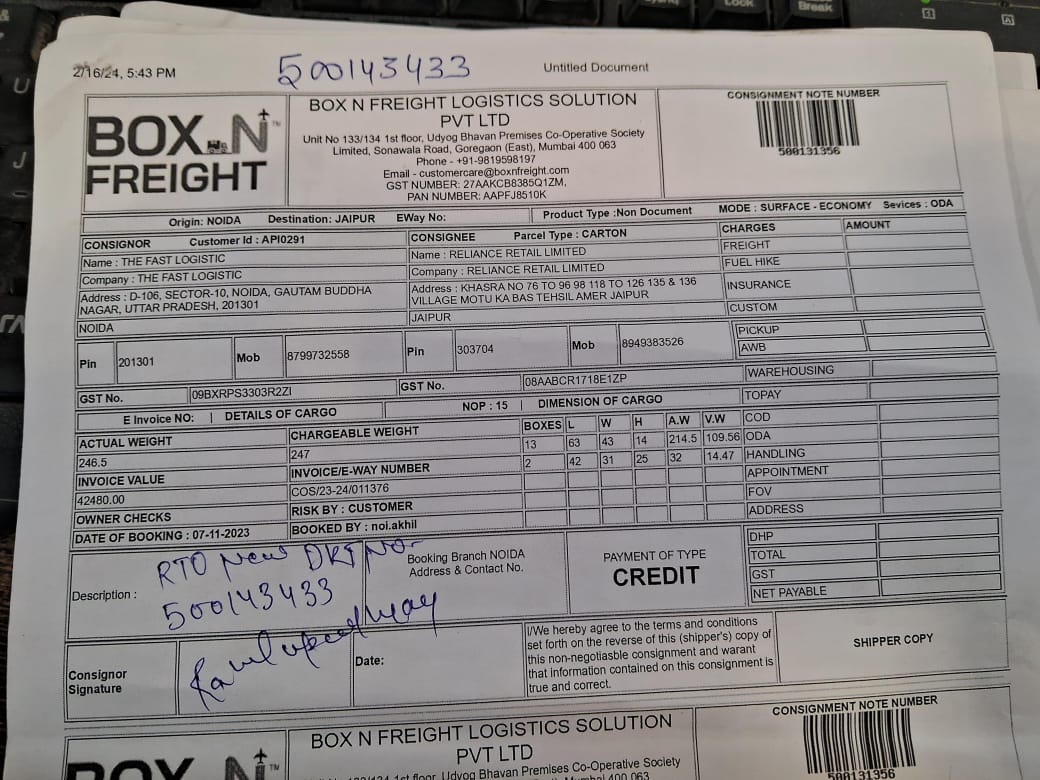 2/16/24, 5:43 PM
500143433
Untitled Document
BOX N FREIGHT
BOX N FREIGHT LOGISTICS SOLUTION
PVT LTD
Unit No 133/134 1st floor, Udyog Bhavan Premises Co-Operative Society
Limited, Sonawala Road, Goregaon (East), Mumbai 400 063
Phone - +91-9819598197
Email - customercare@boxnfreight.com
GST NUMBER: 27AAKCB8385Q1ZM,
PAN NUMBER: AAPFJ8510K
CONSIGNMENT NOTE NUMBER
500131356
Origin: NOIDA Destination: JAIPUR EWay No: Product Type :Non Document MODE : SURFACE - ECONOMY Sevices : ODA
CONSIGNOR Customer Id : API0291
Name : THE FAST LOGISTIC
Company : THE FAST LOGISTIC
Address : D-106, SECTOR-10, NOIDA, GAUTAM BUDDHA
NAGAR, UTTAR PRADESH, 201301
NOIDA
Pin 201301 Mob 8799732558
GST No. 09BXRPS3303R2ZI
CONSIGNEE Parcel Type : CARTON
Name : RELIANCE RETAIL LIMITED
Company : RELIANCE RETAIL LIMITED
Address : KHASRA NO 76 TO 96 98 118 TO 126 135 & 136
VILLAGE MOTU KA BAS TEHSIL AMER JAIPUR
JAIPUR
Pin 303704 Mob 8949383526
GST No. 08AABCR1718E1ZP
CHARGES AMOUNT
FREIGHT
FUEL HIKE
INSURANCE
CUSTOM
PICKUP
AWB
WAREHOUSING
TOPAY
COD
ODA
HANDLING
APPOINTMENT
FOV
ADDRESS
DHP
TOTAL
GST
NET PAYABLE
E Invoice NO: | DETAILS OF CARGO
NOP : 15 | DIMENSION OF CARGO
ACTUAL WEIGHT CHARGEABLE WEIGHT
246.5 247
INVOICE VALUE INVOICE/E-WAY NUMBER
42480.00 COS/23-24/011376
OWNER CHECKS RISK BY : CUSTOMER
DATE OF BOOKING : 07-11-2023 BOOKED BY : noi.akhil
BOXES L W H A.W V.W
13 63 43 14 214.5 109.56
2 42 31 25 32 14.47
Description :
RTO New DKT No-
500143433
Booking Branch NOIDA
Address & Contact No.
PAYMENT OF TYPE
CREDIT
Consignor
Signature
Date:
I/We hereby agree to the terms and conditions
set forth on the reverse of this (shipper's) copy of
this non-negotiasble consignment and warrant
that information contained on this consignment is
true and correct.
SHIPPER COPY
BOX N
BOX N FREIGHT LOGISTICS SOLUTION
PVT LTD
1st floor, Udyog Bhavan Premises Co-Operative Society
Mumbai 400 063
CONSIGNMENT NOTE NUMBER
500131356